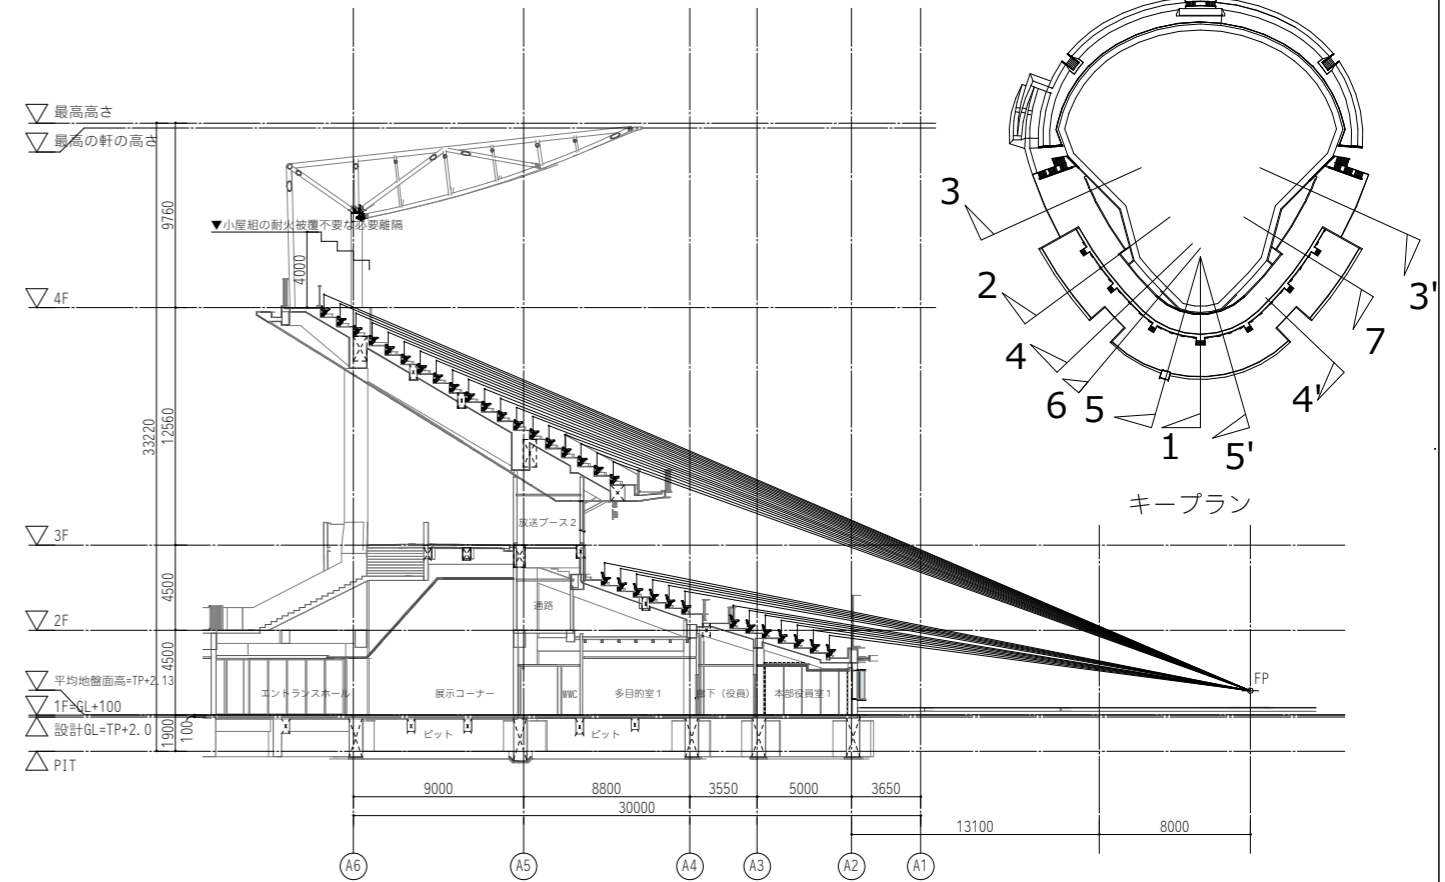 最高高さ
最高の軒の高さ
9760
▼小屋組の耐火被覆不要な必要離隔
4000
4F
33220
12560
放送ブース2
3F
4500
通路
2F
4500
平均地盤面高=TP+2.13
1F=GL+100
設計GL=TP+2.0
1900
100
PIT
エントランスホール
展示コーナー
WWC
多目的室1
廊下（役員）
本部役員室1
ピット
ピット
FP
9000
8800
3550
5000
3650
30000
13100
8000
A6
A5
A4
A3
A2
A1
3
2
4
6
5
1
5'
4'
7
3'
キープラン